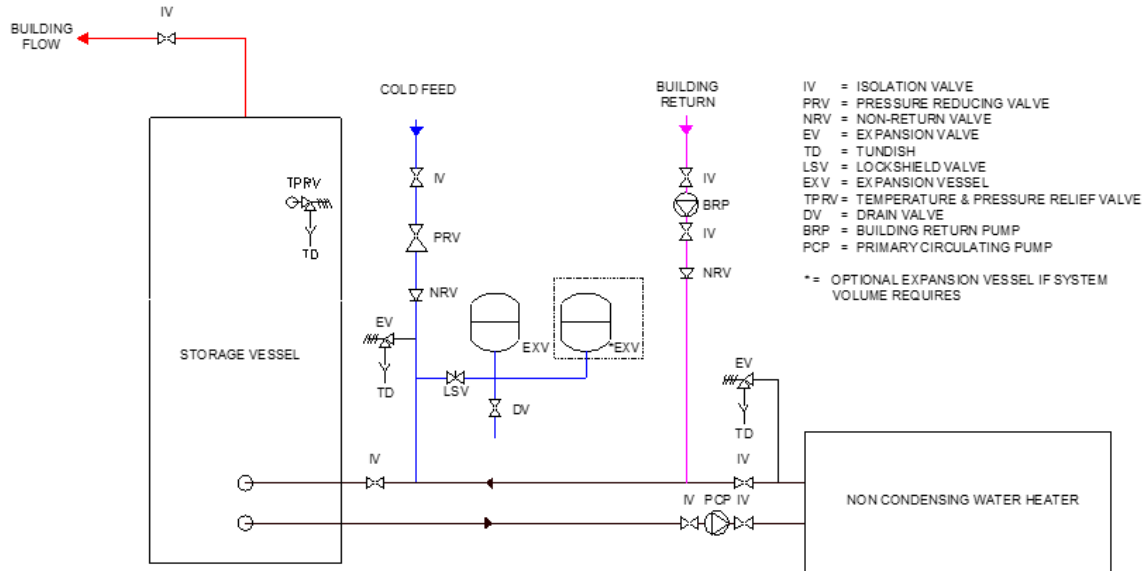 IV
BUILDING
FLOW
COLD FEED
BUILDING
RETURN
IV = ISOLATION VALVE
PRV = PRESSURE REDUCING VALVE
NRV = NON-RETURN VALVE
EV = EXPANSION VALVE
TD = TUNDISH
LSV = LOCKSHIELD VALVE
EXV = EXPANSION VESSEL
TPRV = TEMPERATURE & PRESSURE RELIEF VALVE
DV = DRAIN VALVE
BRP = BUILDING RETURN PUMP
PCP = PRIMARY CIRCULATING PUMP
* = OPTIONAL EXPANSION VESSEL IF SYSTEM
VOLUME REQUIRES
TPRV
TD
IV
PRV
NRV
IV
BRP
IV
NRV
EV
TD
EXV
*EXV
LSV
DV
STORAGE VESSEL
EV
TD
IV
IV
IV PCP IV
NON CONDENSING WATER HEATER